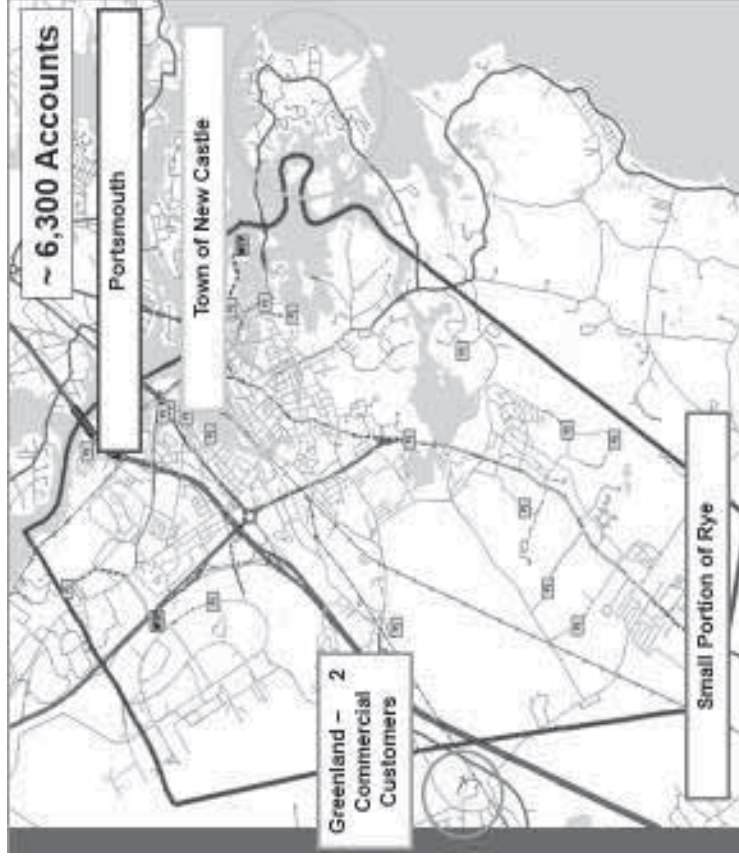 ~ 6,300 Accounts
Portsmouth
Town of New Castle
Greenland – 2
Commercial
Customers
Small Portion of Rye